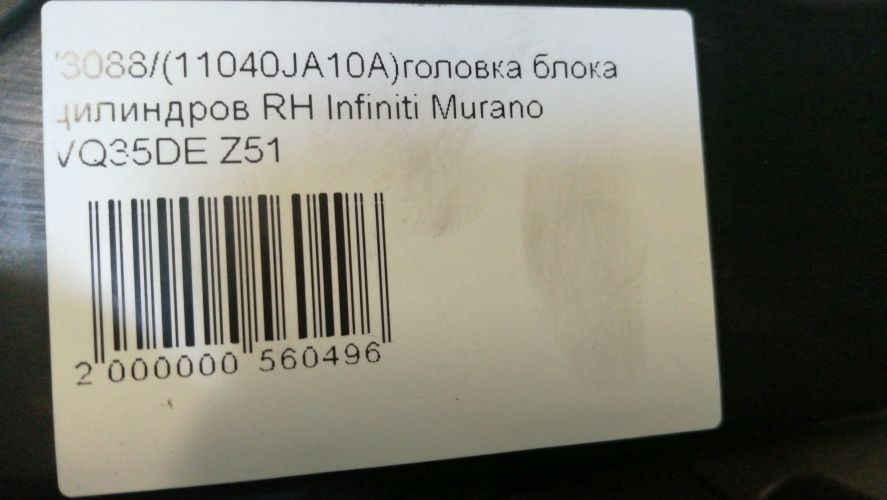 3088/(11040JA10A)головка блока
цилиндров RH Infiniti Murano
VQ35DE Z51
2 000000 560496